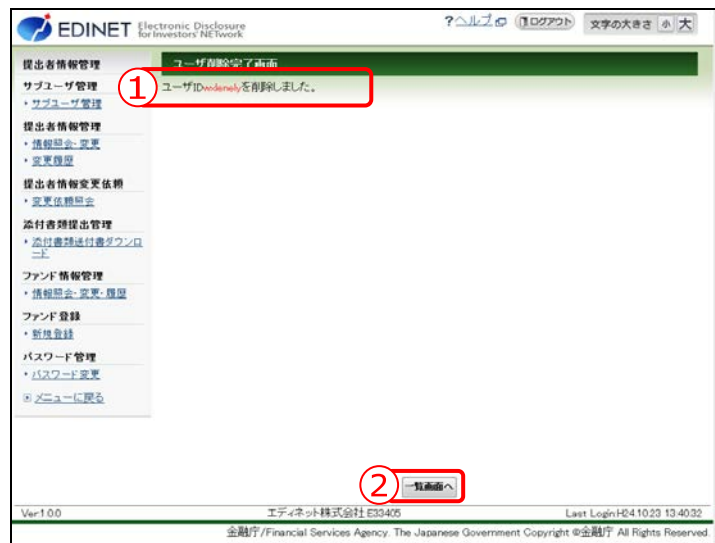 EDINET Electronic Disclosure for Investors' NETwork
?ヘルプ ログアウト 文字の大きさ 小 大
提出者情報管理
サブユーザ管理
・サブユーザ管理
提出者情報管理
・情報照会・変更
・変更履歴
提出者情報変更依頼
・変更依頼照会
添付書類提出管理
・添付書類送付書ダウンロ
ード
ファンド情報管理
・情報照会・変更・履歴
ファンド登録
・新規登録
パスワード管理
・パスワード変更
メニューに戻る
ユーザ削除完了画面
① ユーザIDwidenelyを削除しました。
② 一覧画面へ
Ver.1.0.0 エディネット株式会社 E33405 Last Login:H24.10.23 13:40:32
金融庁/Financial Services Agency. The Japanese Government Copyright ©金融庁 All Rights Reserved.